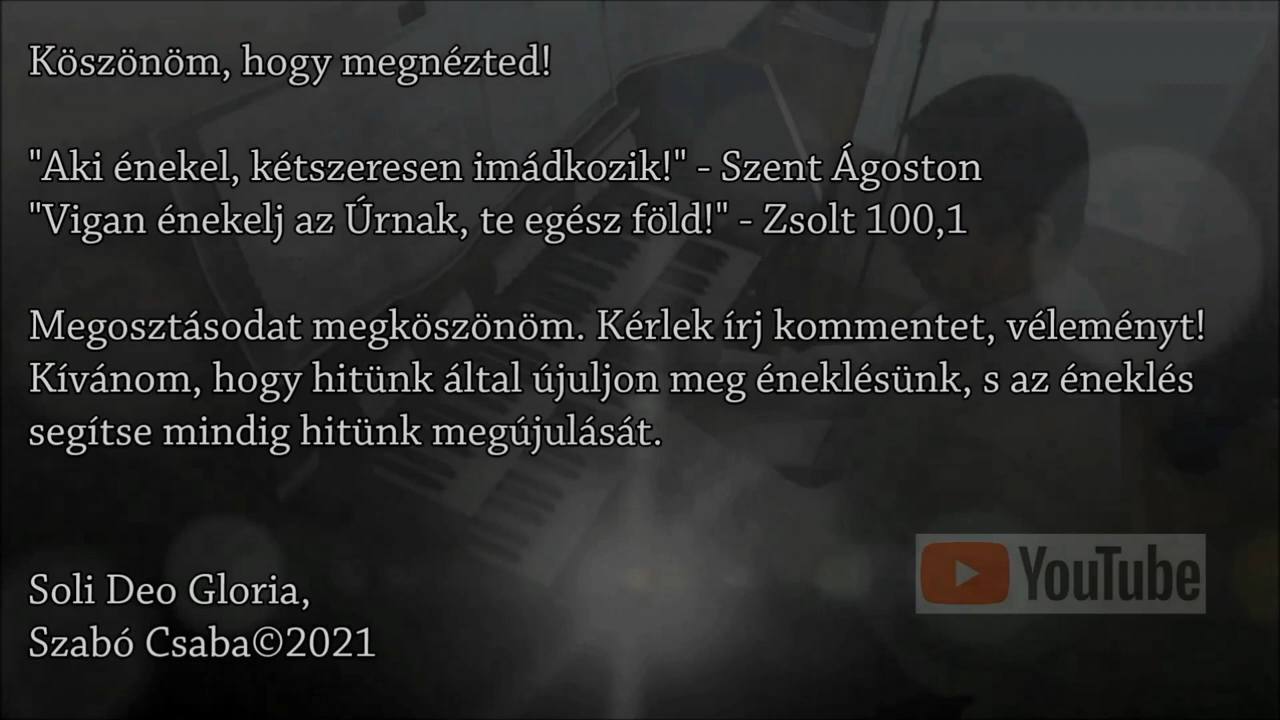 Köszönöm, hogy megnézted!
"Aki énekel, kétszeresen imádkozik!" - Szent Ágoston
"Vigan énekelj az Úrnak, te egész föld!" - Zsolt 100,1
Megosztásodat megköszönöm. Kérlek írj kommentet, véleményt!
Kívánom, hogy hitünk által újuljon meg éneklésünk, s az éneklés
segítse mindig hitünk megújulását.
YouTube
Soli Deo Gloria,
Szabó Csaba©2021